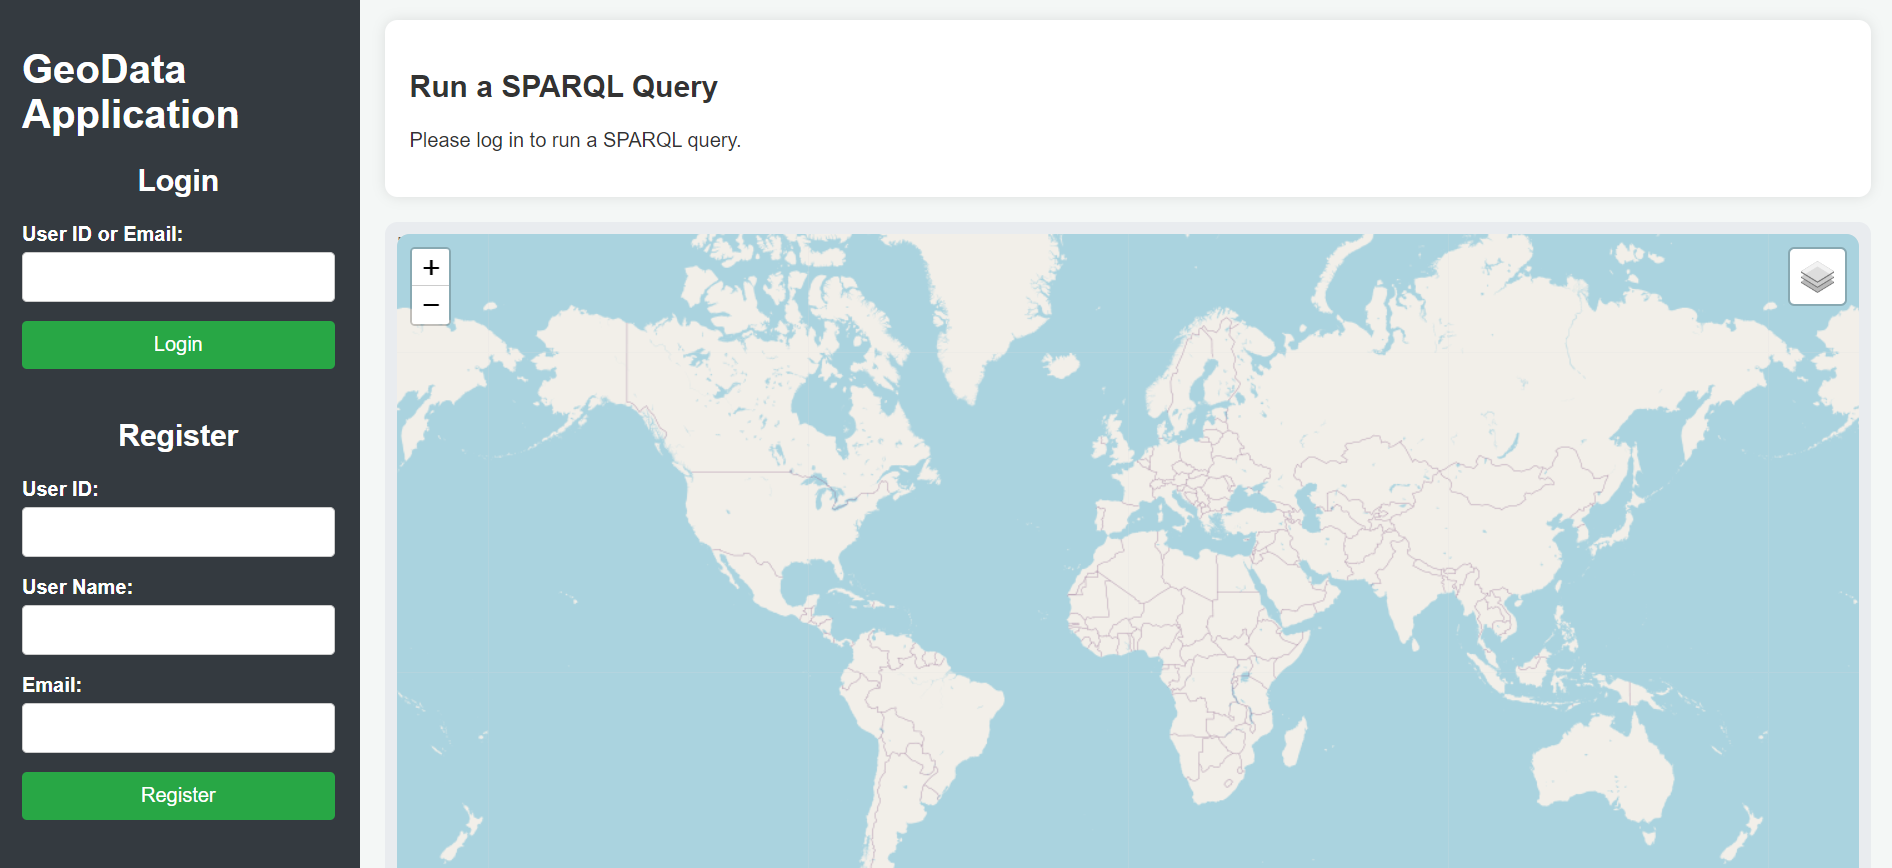 GeoData
Application
Login
User ID or Email:
Login
Register
User ID:
User Name:
Email:
Register
Run a SPARQL Query
Please log in to run a SPARQL query.
+
−